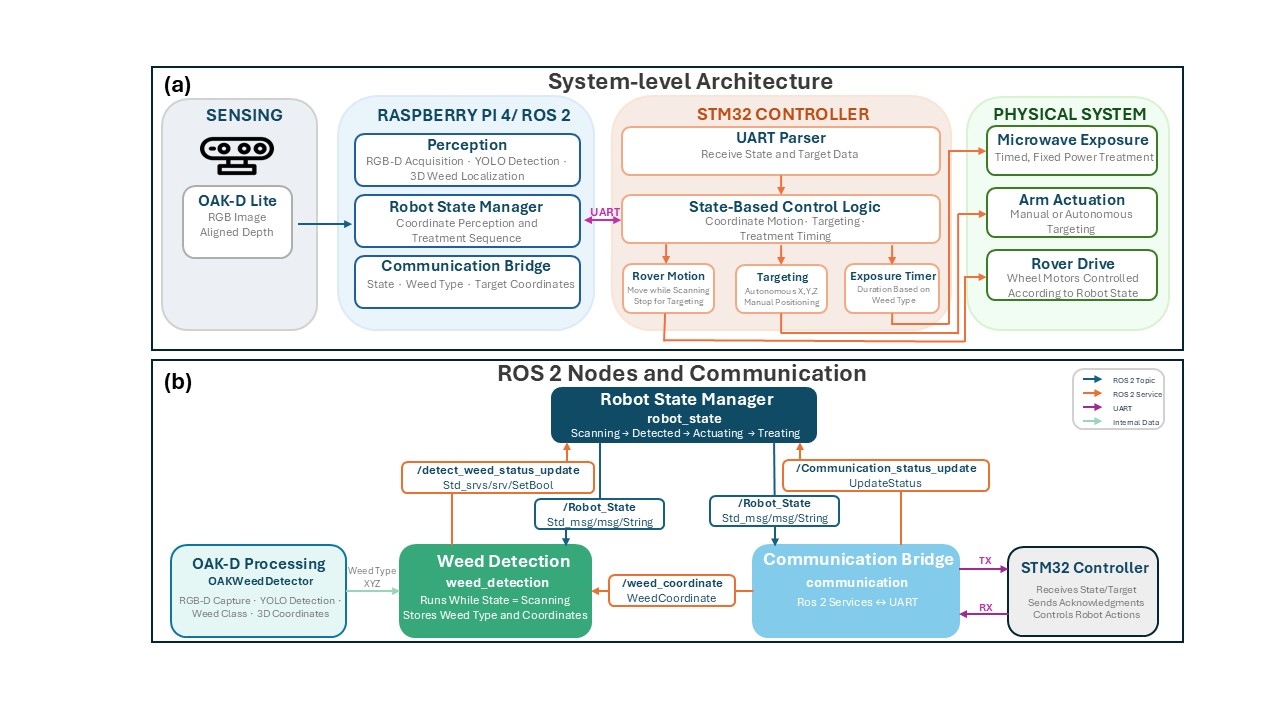 (a)
System-level Architecture
SENSING
OAK-D Lite
RGB Image
Aligned Depth
RASPBERRY PI 4/ ROS 2
Perception
RGB-D Acquisition · YOLO Detection ·
3D Weed Localization
Robot State Manager
Coordinate Perception and
Treatment Sequence
Communication Bridge
State · Weed Type · Target Coordinates
UART
STM32 CONTROLLER
UART Parser
Receive State and Target Data
State-Based Control Logic
Coordinate Motion · Targeting ·
Treatment Timing
Rover Motion
Move while Scanning
Stop for Targeting
Targeting
Autonomous X,Y,Z
Manual Positioning
Exposure Timer
Duration Based on
Weed Type
PHYSICAL SYSTEM
Microwave Exposure
Timed, Fixed Power Treatment
Arm Actuation
Manual or Autonomous
Targeting
Rover Drive
Wheel Motors Controlled
According to Robot State
(b)
ROS 2 Nodes and Communication
ROS 2 Topic
ROS 2 Service
UART
Internal Data
Robot State Manager
robot_state
Scanning → Detected → Actuating → Treating
/detect_weed_status_update
Std_srvs/srv/SetBool
/Robot_State
Std_msg/msg/String
/Robot_State
Std_msg/msg/String
/Communication_status_update
UpdateStatus
OAK-D Processing
OAKWeedDetector
RGB-D Capture · YOLO Detection ·
Weed Class · 3D Coordinates
Weed Type
XYZ
Weed Detection
weed_detection
Runs While State = Scanning
Stores Weed Type and Coordinates
/weed_coordinate
WeedCoordinate
Communication Bridge
communication
Ros 2 Services ↔ UART
TX
RX
STM32 Controller
Receives State/Target
Sends Acknowledgments
Controls Robot Actions